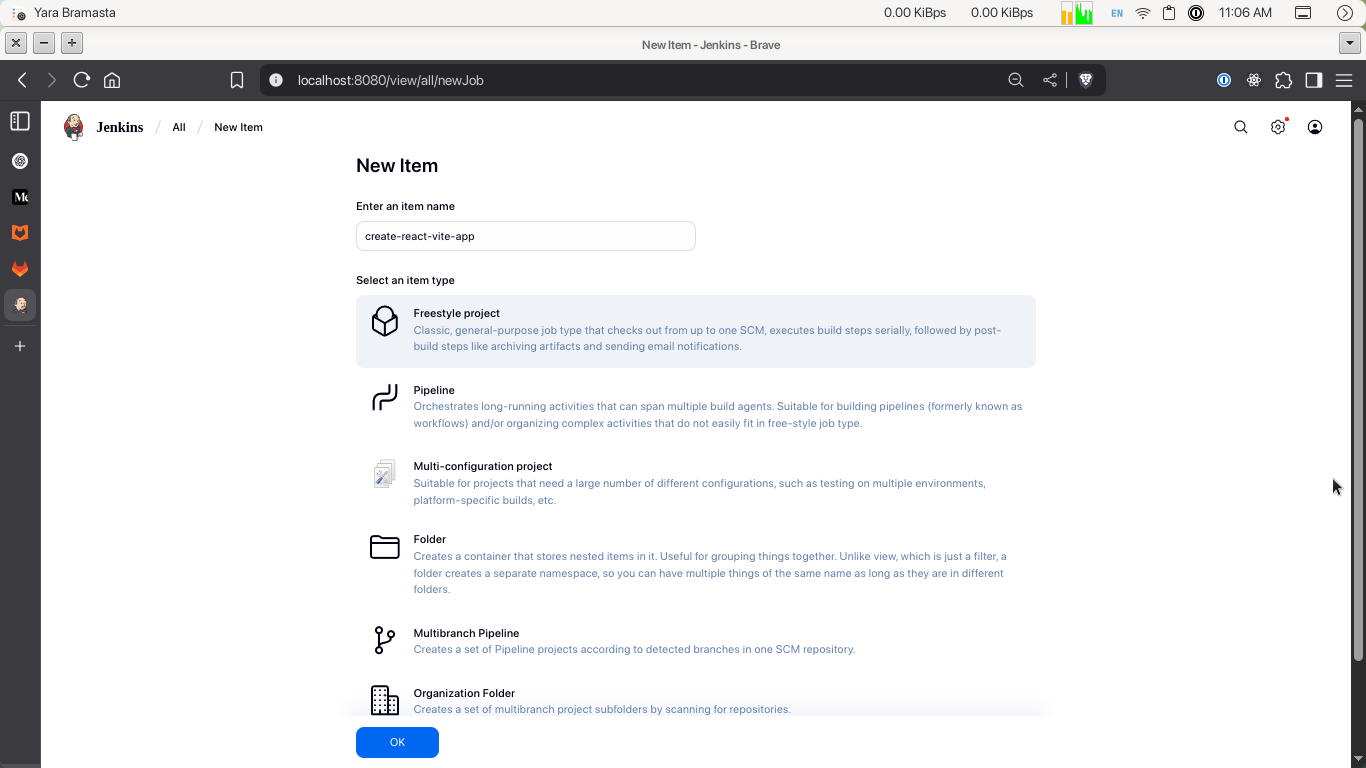 Yara Bramasta
0.00 KiBps
0.00 KiBps
EN
11:06 AM
New Item - Jenkins - Brave
localhost:8080/view/all/newJob
Jenkins / All / New Item
New Item
Enter an item name
create-react-vite-app
Select an item type
Freestyle project
Classic, general-purpose job type that checks out from up to one SCM, executes build steps serially, followed by post-
build steps like archiving artifacts and sending email notifications.
Pipeline
Orchestrates long-running activities that can span multiple build agents. Suitable for building pipelines (formerly known as
workflows) and/or organizing complex activities that do not easily fit in free-style job type.
Multi-configuration project
Suitable for projects that need a large number of different configurations, such as testing on multiple environments,
platform-specific builds, etc.
Folder
Creates a container that stores nested items in it. Useful for grouping things together. Unlike view, which is just a filter, a
folder creates a separate namespace, so you can have multiple things of the same name as long as they are in different
folders.
Multibranch Pipeline
Creates a set of Pipeline projects according to detected branches in one SCM repository.
Organization Folder
Creates a set of multibranch project subfolders by scanning for repositories.
OK